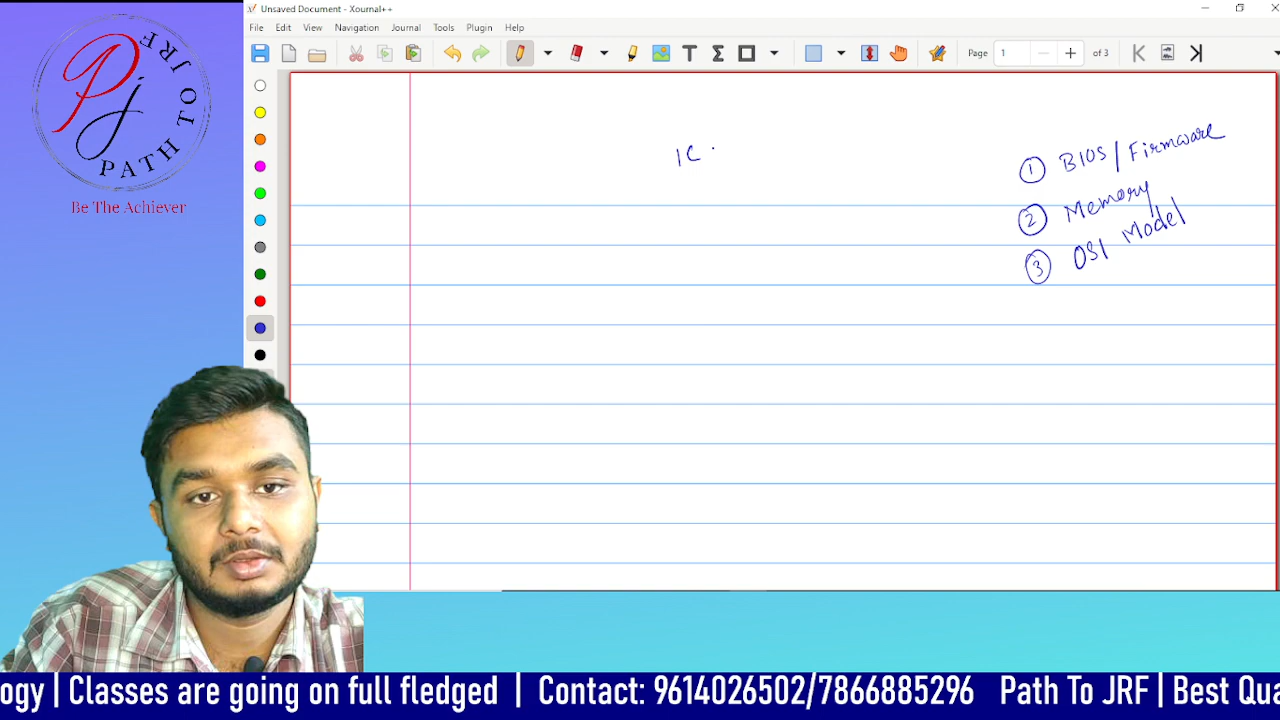 Unsaved Document - Xournal++
File Edit View Navigation Journal Tools Plugin Help
Page 1 of 3
PJ
PATH TO JRF
Be The Achiever
IC
① BIOS / Firmware
② Memory
③ OSI Model
ogy | Classes are going on full fledged | Contact: 9614026502/7866885296 Path To JRF | Best Qua